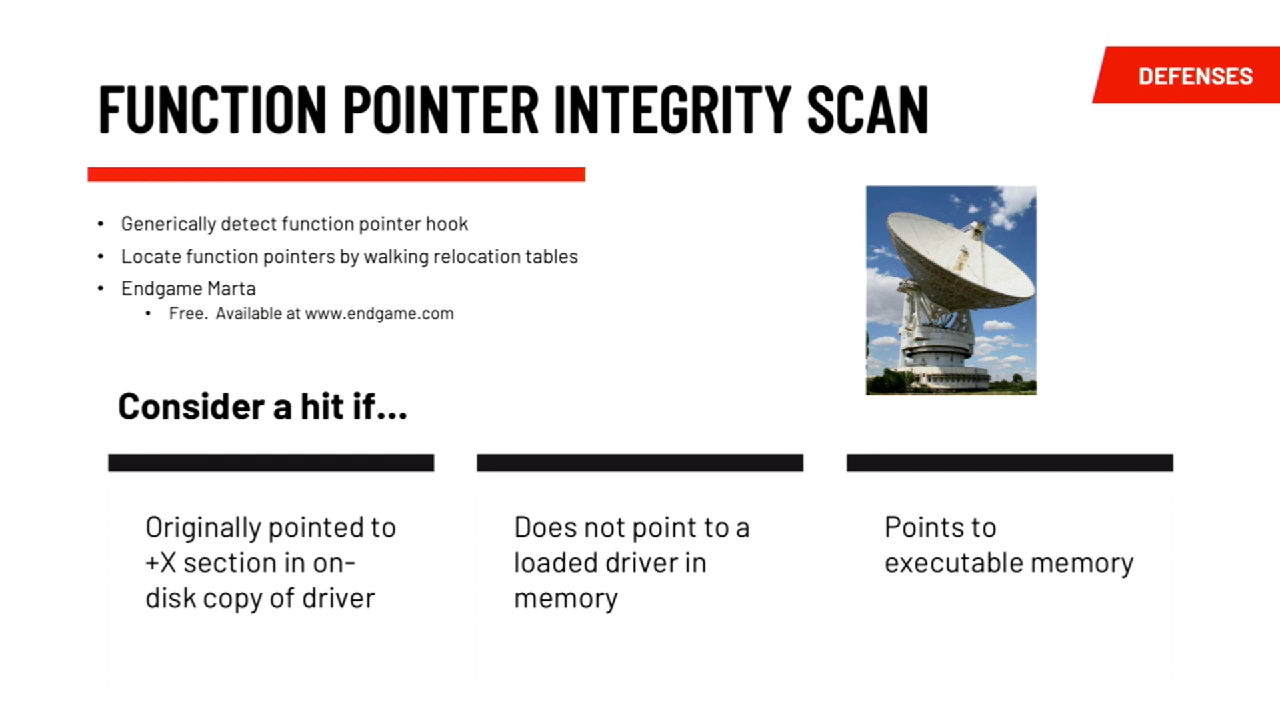 DEFENSES
FUNCTION POINTER INTEGRITY SCAN
• Generically detect function pointer hook
• Locate function pointers by walking relocation tables
• Endgame Marta
• Free. Available at www.endgame.com
Consider a hit if...
Originally pointed to
+X section in on-
disk copy of driver
Does not point to a
loaded driver in
memory
Points to
executable memory